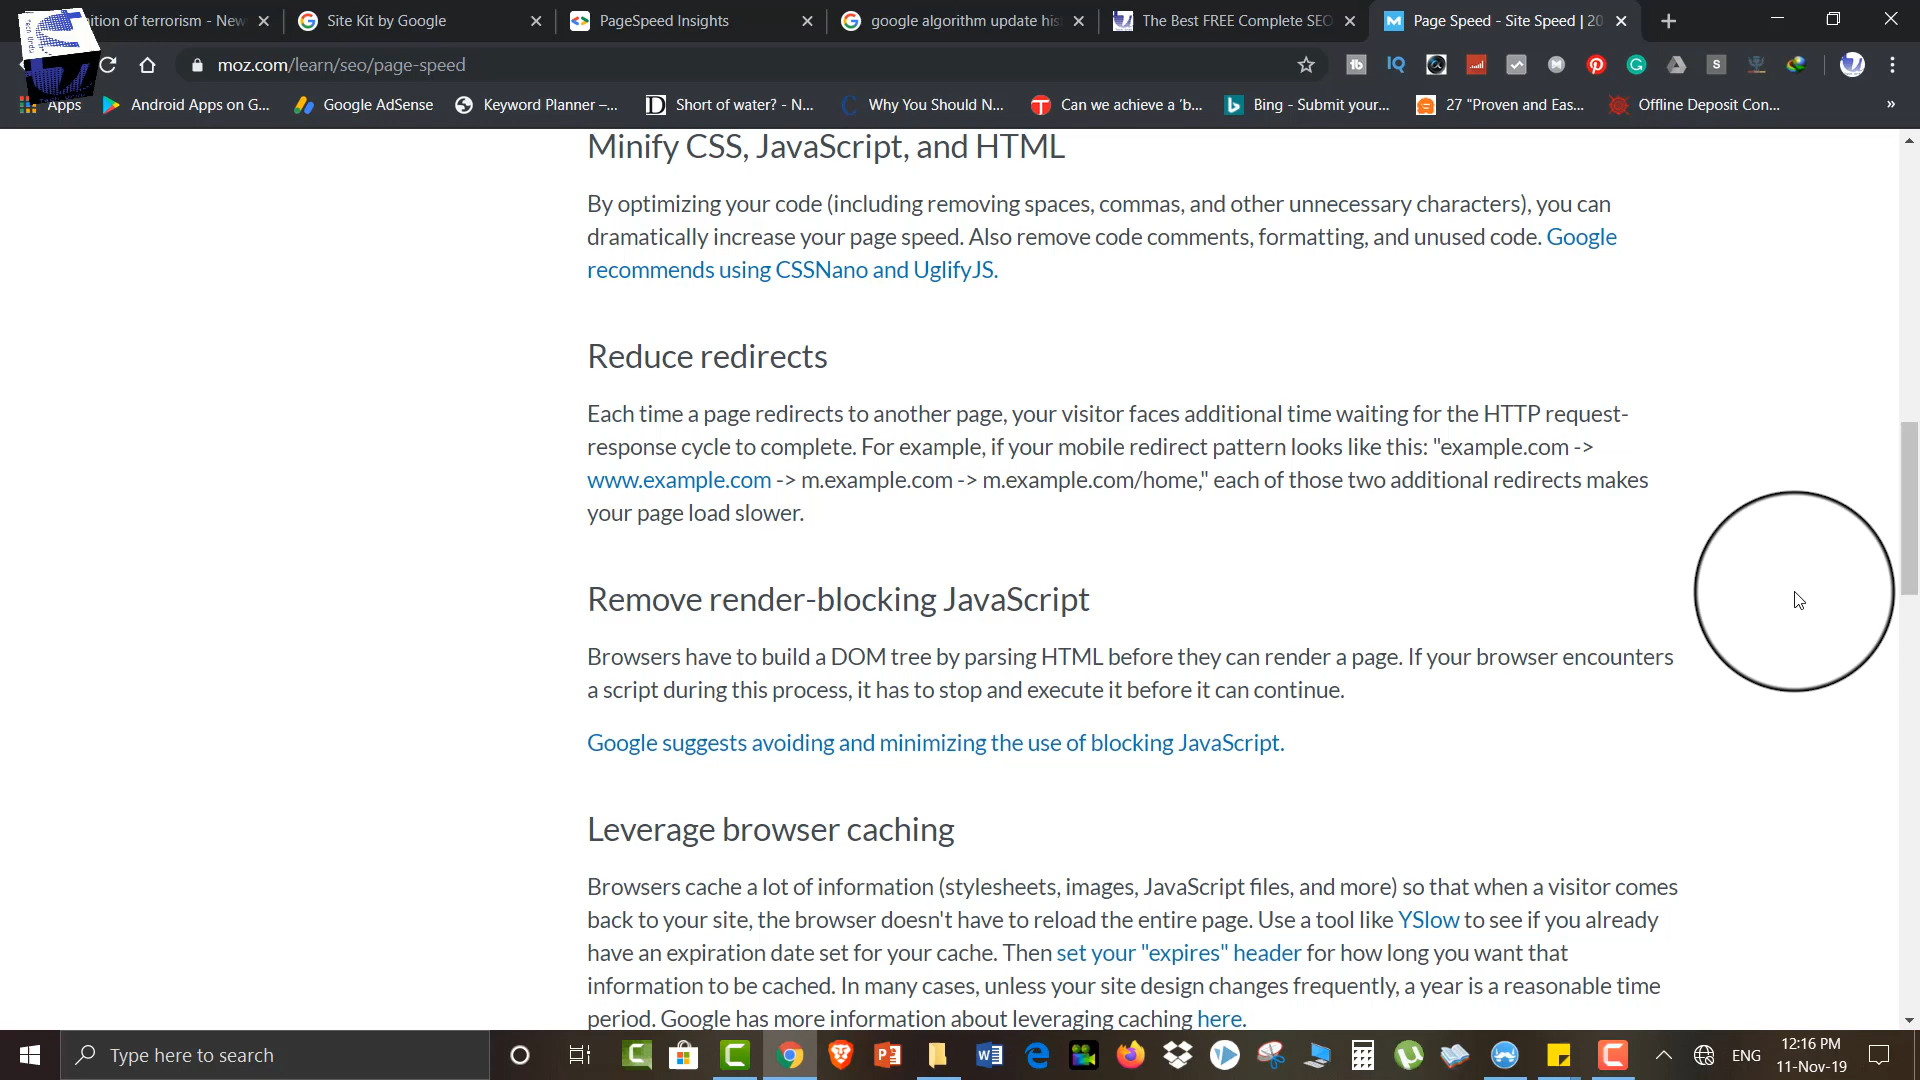 nition of terrorism - New
Site Kit by Google
PageSpeed Insights
google algorithm update his
The Best FREE Complete SEO
Page Speed - Site Speed | 20
moz.com/learn/seo/page-speed
Apps
Android Apps on G...
Google AdSense
Keyword Planner –...
Short of water? - N...
Why You Should N...
Can we achieve a 'b...
Bing - Submit your...
27 "Proven and Eas...
Offline Deposit Con...
»
Minify CSS, JavaScript, and HTML
By optimizing your code (including removing spaces, commas, and other unnecessary characters), you can
dramatically increase your page speed. Also remove code comments, formatting, and unused code. Google
recommends using CSSNano and UglifyJS.
Reduce redirects
Each time a page redirects to another page, your visitor faces additional time waiting for the HTTP request-
response cycle to complete. For example, if your mobile redirect pattern looks like this: "example.com ->
www.example.com -> m.example.com -> m.example.com/home," each of those two additional redirects makes
your page load slower.
Remove render-blocking JavaScript
Browsers have to build a DOM tree by parsing HTML before they can render a page. If your browser encounters
a script during this process, it has to stop and execute it before it can continue.
Google suggests avoiding and minimizing the use of blocking JavaScript.
Leverage browser caching
Browsers cache a lot of information (stylesheets, images, JavaScript files, and more) so that when a visitor comes
back to your site, the browser doesn't have to reload the entire page. Use a tool like YSlow to see if you already
have an expiration date set for your cache. Then set your "expires" header for how long you want that
information to be cached. In many cases, unless your site design changes frequently, a year is a reasonable time
period. Google has more information about leveraging caching here.
Type here to search
ENG
12:16 PM
11-Nov-19